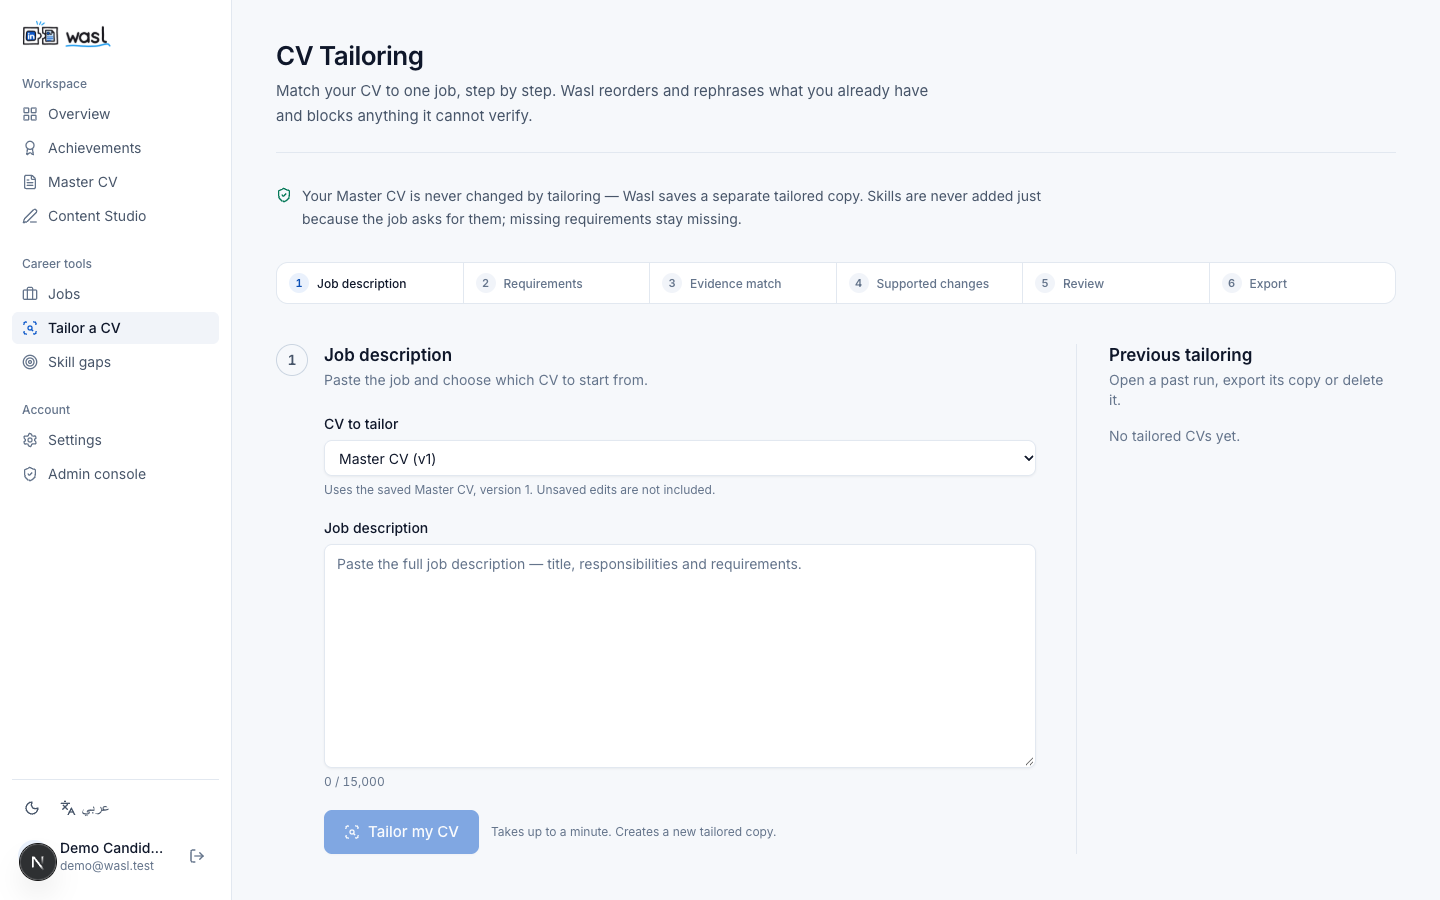 wasl
Workspace
Overview
Achievements
Master CV
Content Studio
Career tools
Jobs
Tailor a CV
Skill gaps
Account
Settings
Admin console
عربي
N
Demo Candid...
demo@wasl.test
CV Tailoring
Match your CV to one job, step by step. Wasl reorders and rephrases what you already have
and blocks anything it cannot verify.
Your Master CV is never changed by tailoring — Wasl saves a separate tailored copy. Skills are never added just
because the job asks for them; missing requirements stay missing.
1 Job description
2 Requirements
3 Evidence match
4 Supported changes
5 Review
6 Export
1 Job description
Paste the job and choose which CV to start from.
CV to tailor
Master CV (v1)
Uses the saved Master CV, version 1. Unsaved edits are not included.
Job description
Paste the full job description — title, responsibilities and requirements.
0 / 15,000
Tailor my CV
Takes up to a minute. Creates a new tailored copy.
Previous tailoring
Open a past run, export its copy or delete
it.
No tailored CVs yet.